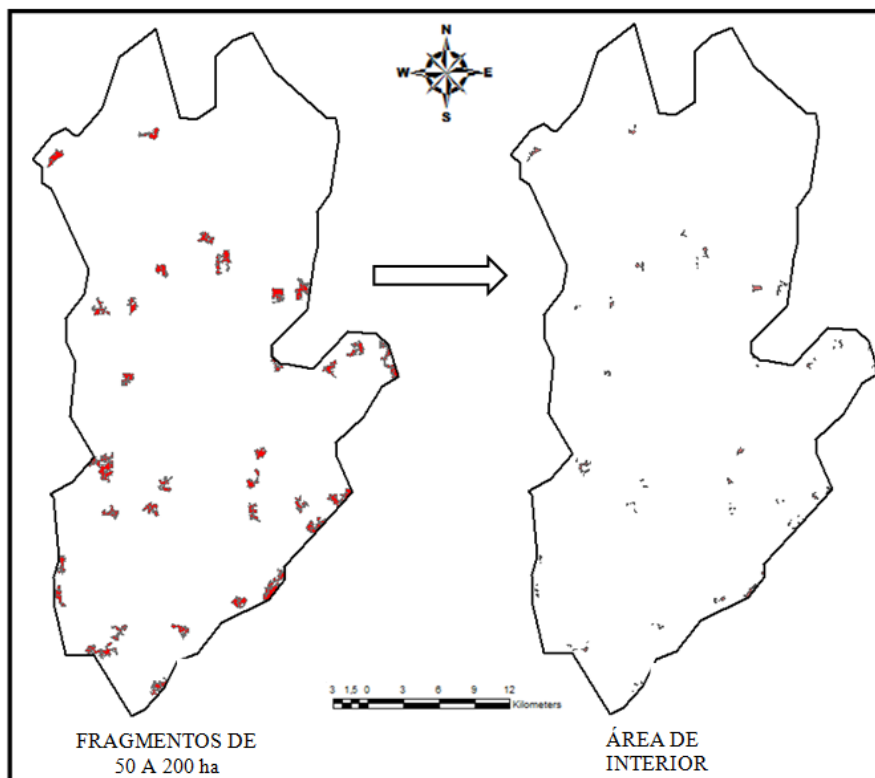 N
W E
S
3 1,5 0 3 6 9 12
Kilometers
FRAGMENTOS DE
50 A 200 ha
ÁREA DE
INTERIOR